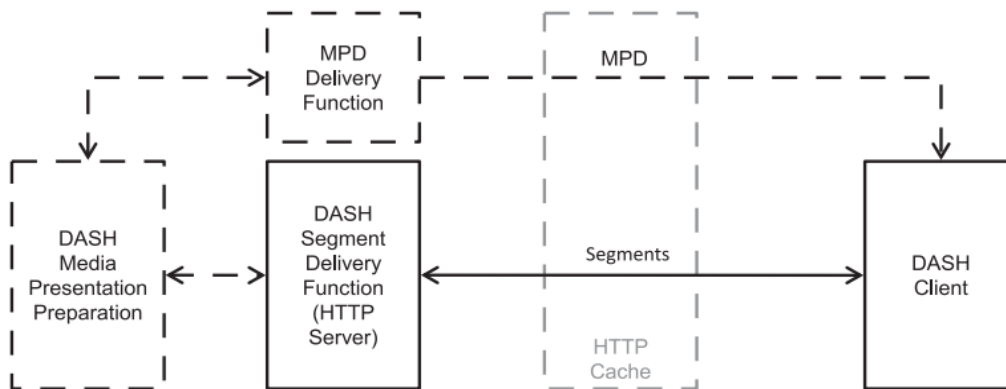 MPD
Delivery
Function
MPD
DASH
Media
Presentation
Preparation
DASH
Segment
Delivery
Function
(HTTP
Server)
Segments
HTTP
Cache
DASH
Client